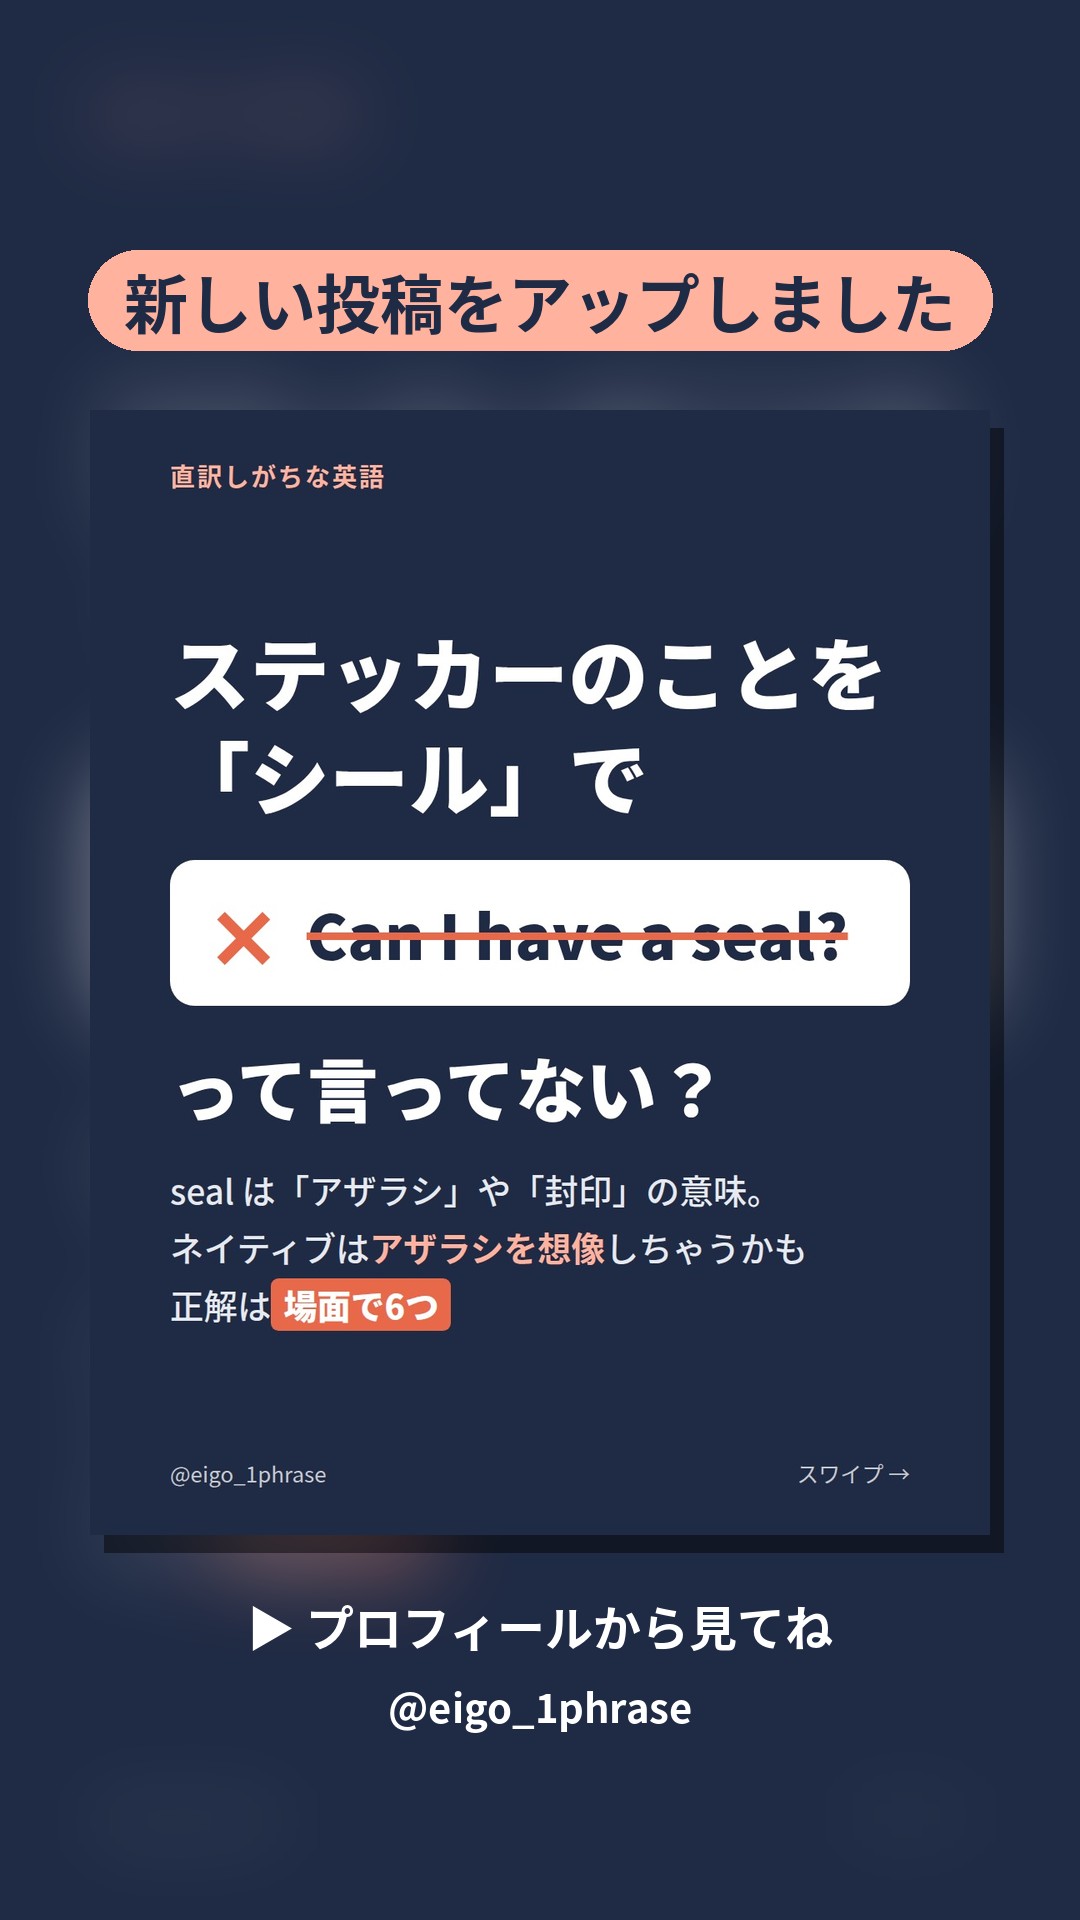 新しい投稿をアップしました
直訳しがちな英語
ステッカーのことを
「シール」で
× Can I have a seal?
って言ってない？
seal は「アザラシ」や「封印」の意味。
ネイティブはアザラシを想像しちゃうかも
正解は 場面で6つ
@eigo_1phrase
スワイプ →
▶ プロフィールから見てね
@eigo_1phrase